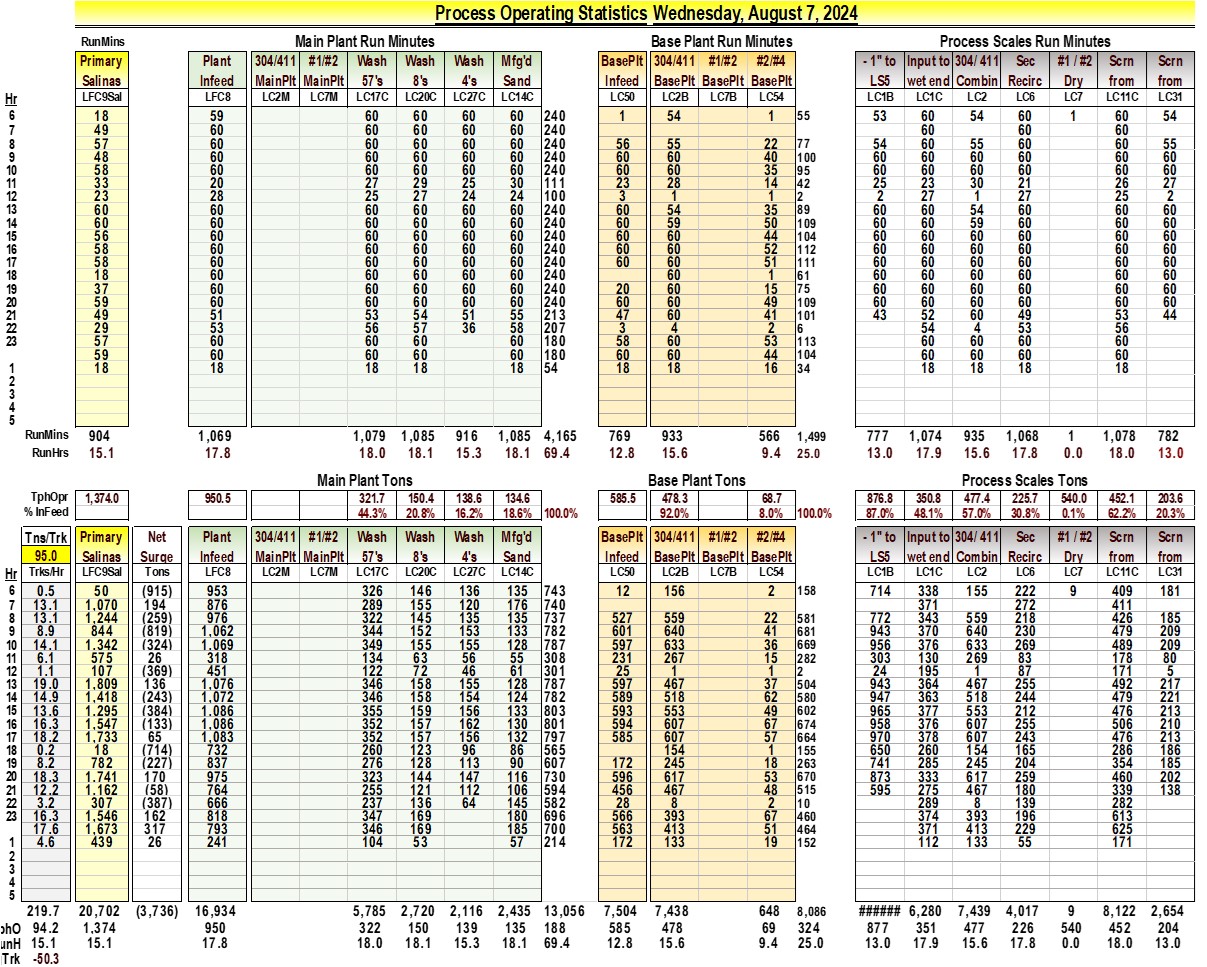 Process Operating Statistics Wednesday, August 7, 2024
RunMins Main Plant Run Minutes Base Plant Run Minutes Process Scales Run Minutes
Primary Plant 304/411 #1/#2 Wash Wash Wash Mfg'd BasePlt 304/411 #1/#2 #2/#4 - 1" to Input to 304/ 411 Sec #1 / #2 Scrn Scrn
Salinas Infeed MainPlt MainPlt 57's 8's 4's Sand Infeed BasePlt BasePlt BasePlt LS5 wet end Combin Recirc Dry from from
Hr LFC9Sal LFC8 LC2M LC7M LC17C LC20C LC27C LC14C LC50 LC2B LC7B LC54 LC1B LC1C LC2 LC6 LC7 LC11C LC31
6 18 59 60 60 60 60 240 1 54 1 55 53 60 54 60 1 60 54
7 49 60 60 60 60 60 240 60 60 60
8 57 60 60 60 60 60 240 56 55 22 77 54 60 55 60 60 55
9 48 60 60 60 60 60 240 60 60 40 100 60 60 60 60 60 60
10 58 60 60 60 60 60 240 60 60 35 95 60 60 60 60 60 60
11 33 20 27 29 25 30 111 23 28 14 42 25 23 30 21 26 27
12 23 28 25 27 24 24 100 3 1 1 2 2 27 1 27 25 2
13 60 60 60 60 60 60 240 60 54 35 89 60 60 54 60 60 60
14 60 60 60 60 60 60 240 60 59 50 109 60 60 59 60 60 60
15 56 60 60 60 60 60 240 60 60 44 104 60 60 60 60 60 60
16 58 60 60 60 60 60 240 60 60 52 112 60 60 60 60 60 60
17 58 60 60 60 60 60 240 60 60 51 111 60 60 60 60 60 60
18 18 60 60 60 60 60 240 60 1 61 60 60 60 60 60 60
19 37 60 60 60 60 60 240 20 60 15 75 60 60 60 60 60 60
20 59 60 60 60 60 60 240 60 60 49 109 60 60 60 60 60 60
21 59 51 53 54 51 55 213 47 60 41 101 43 52 60 49 53 44
22 29 53 56 57 36 58 207 3 4 2 6 54 4 53 56
23 57 60 60 60 60 180 58 60 53 113 60 60 60 60
59 60 60 60 60 180 60 60 44 104 60 60 60 60
1 18 18 18 18 18 54 18 18 16 34 18 18 18 18
2
3
4
5
RunMins 904 1,069 1,079 1,085 916 1,085 4,165 769 933 566 1,499 777 1,074 935 1,068 1 1,078 782
RunHrs 15.1 17.8 18.0 18.1 15.3 18.1 69.4 12.8 15.6 9.4 25.0 13.0 17.9 15.6 17.8 0.0 18.0 13.0
Main Plant Tons Base Plant Tons Process Scales Tons
TphOpr 1,374.0 950.5 321.7 150.4 138.6 134.6 585.5 478.3 68.7 876.8 350.8 477.4 225.7 540.0 452.1 203.6
% InFeed 44.3% 20.8% 16.2% 18.6% 100.0% 92.0% 8.0% 100.0% 87.0% 48.1% 57.0% 30.8% 0.1% 62.2% 20.3%
Tns/Trk Primary Net Plant 304/411 #1/#2 Wash Wash Wash Mfg'd BasePlt 304/411 #1/#2 #2/#4 - 1" to Input to 304/ 411 Sec #1 / #2 Scrn Scrn
95.0 Salinas Surge Infeed MainPlt MainPlt 57's 8's 4's Sand Infeed BasePlt BasePlt BasePlt LS5 wet end Combin Recirc Dry from from
Hr Trks/Hr LFC9Sal Tons LFC8 LC2M LC7M LC17C LC20C LC27C LC14C LC50 LC2B LC7B LC54 LC1B LC1C LC2 LC6 LC7 LC11C LC31
6 0.5 50 (915) 953 326 146 136 135 743 12 156 2 158 714 338 155 222 9 409 181
7 13.1 1,070 194 876 289 155 120 176 740 371 272 411
8 13.1 1,244 (259) 976 322 145 135 135 737 527 559 22 581 772 343 559 218 426 185
9 8.9 844 (819) 1,062 344 152 153 133 782 601 640 41 681 943 370 640 230 479 209
10 14.1 1,342 (324) 1,069 349 155 155 128 787 597 633 36 669 956 376 633 269 489 209
11 6.1 575 26 318 134 63 56 55 308 231 267 15 282 303 130 269 83 178 80
12 1.1 107 (369) 451 122 72 46 61 301 25 1 1 2 24 195 1 87 171 5
13 19.0 1,809 136 1,076 346 158 155 128 787 597 467 37 504 943 364 467 255 492 217
14 14.9 1,418 (243) 1,072 346 158 154 124 782 589 518 62 580 947 363 518 244 479 221
15 13.6 1,295 (384) 1,086 355 159 156 133 803 593 553 49 602 965 377 553 212 476 213
16 16.3 1,547 (133) 1,086 352 157 162 130 801 594 607 67 674 958 376 607 255 506 210
17 18.2 1,733 65 1,083 352 157 156 132 797 585 607 57 664 970 378 607 243 476 213
18 0.2 18 (714) 732 260 123 96 86 565 154 1 155 650 260 154 165 286 186
19 8.2 782 (227) 837 276 128 113 90 607 172 245 18 263 741 285 245 204 354 185
20 18.3 1,741 170 975 323 144 147 116 730 596 617 53 670 873 333 617 259 460 202
21 12.2 1,162 (58) 764 255 121 112 106 594 456 467 48 515 595 275 467 180 339 138
22 3.2 307 (387) 666 237 136 64 145 582 28 8 2 10 289 8 139 282
23 16.3 1,546 162 818 347 169 180 696 566 393 67 460 374 393 196 613
17.6 1,673 317 793 346 169 185 700 563 413 51 464 371 413 229 625
1 4.6 439 26 241 104 53 57 214 172 133 19 152 112 133 55 171
2
3
4
5
219.7 20,702 (3,736) 16,934 5,785 2,720 2,116 2,435 13,056 7,504 7,438 648 8,086 ###### 6,280 7,439 4,017 9 8,122 2,654
phO 94.2 1,374 950 322 150 139 135 188 585 478 69 324 877 351 477 226 540 452 204
unH 15.1 15.1 17.8 18.0 18.1 15.3 18.1 69.4 12.8 15.6 9.4 25.0 13.0 17.9 15.6 17.8 0.0 18.0 13.0
Trk -50.3